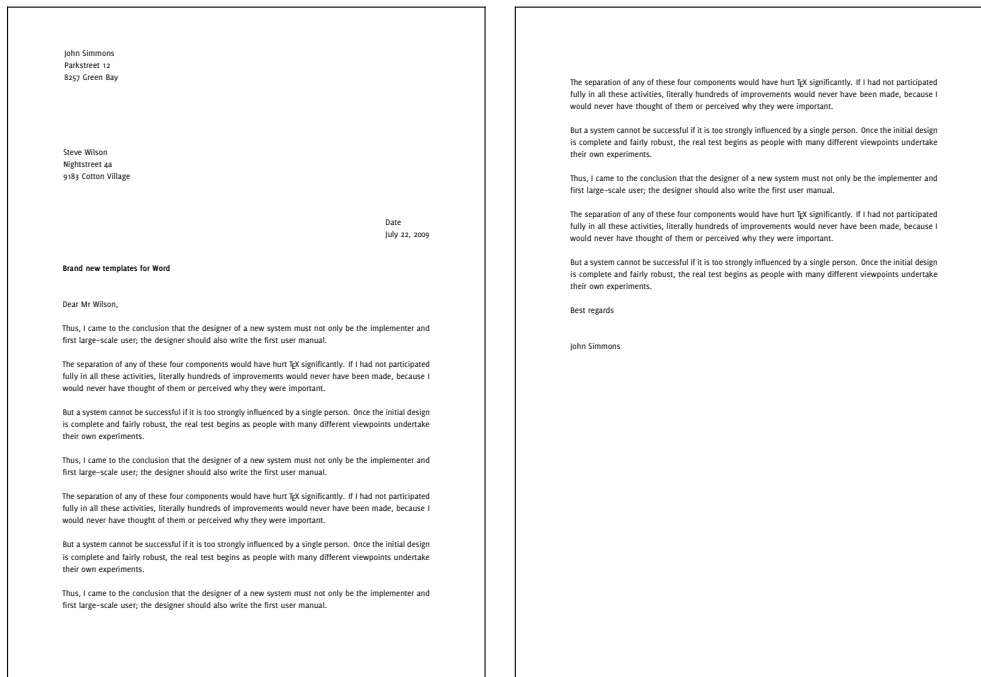 John Simmons
Parkstreet 12
8257 Green Bay
Steve Wilson
Nightstreet 4a
9183 Cotton Village
Date
July 22, 2009
Brand new templates for Word
Dear Mr Wilson,
Thus, I came to the conclusion that the designer of a new system must not only be the implementer and
first large-scale user; the designer should also write the first user manual.
The separation of any of these four components would have hurt TEX significantly. If I had not participated
fully in all these activities, literally hundreds of improvements would never have been made, because I
would never have thought of them or perceived why they were important.
But a system cannot be successful if it is too strongly influenced by a single person. Once the initial design
is complete and fairly robust, the real test begins as people with many different viewpoints undertake
their own experiments.
Thus, I came to the conclusion that the designer of a new system must not only be the implementer and
first large-scale user; the designer should also write the first user manual.
The separation of any of these four components would have hurt TEX significantly. If I had not participated
fully in all these activities, literally hundreds of improvements would never have been made, because I
would never have thought of them or perceived why they were important.
But a system cannot be successful if it is too strongly influenced by a single person. Once the initial design
is complete and fairly robust, the real test begins as people with many different viewpoints undertake
their own experiments.
Thus, I came to the conclusion that the designer of a new system must not only be the implementer and
first large-scale user; the designer should also write the first user manual.
The separation of any of these four components would have hurt TEX significantly. If I had not participated
fully in all these activities, literally hundreds of improvements would never have been made, because I
would never have thought of them or perceived why they were important.
But a system cannot be successful if it is too strongly influenced by a single person. Once the initial design
is complete and fairly robust, the real test begins as people with many different viewpoints undertake
their own experiments.
Thus, I came to the conclusion that the designer of a new system must not only be the implementer and
first large-scale user; the designer should also write the first user manual.
The separation of any of these four components would have hurt TEX significantly. If I had not participated
fully in all these activities, literally hundreds of improvements would never have been made, because I
would never have thought of them or perceived why they were important.
But a system cannot be successful if it is too strongly influenced by a single person. Once the initial design
is complete and fairly robust, the real test begins as people with many different viewpoints undertake
their own experiments.
Best regards
John Simmons